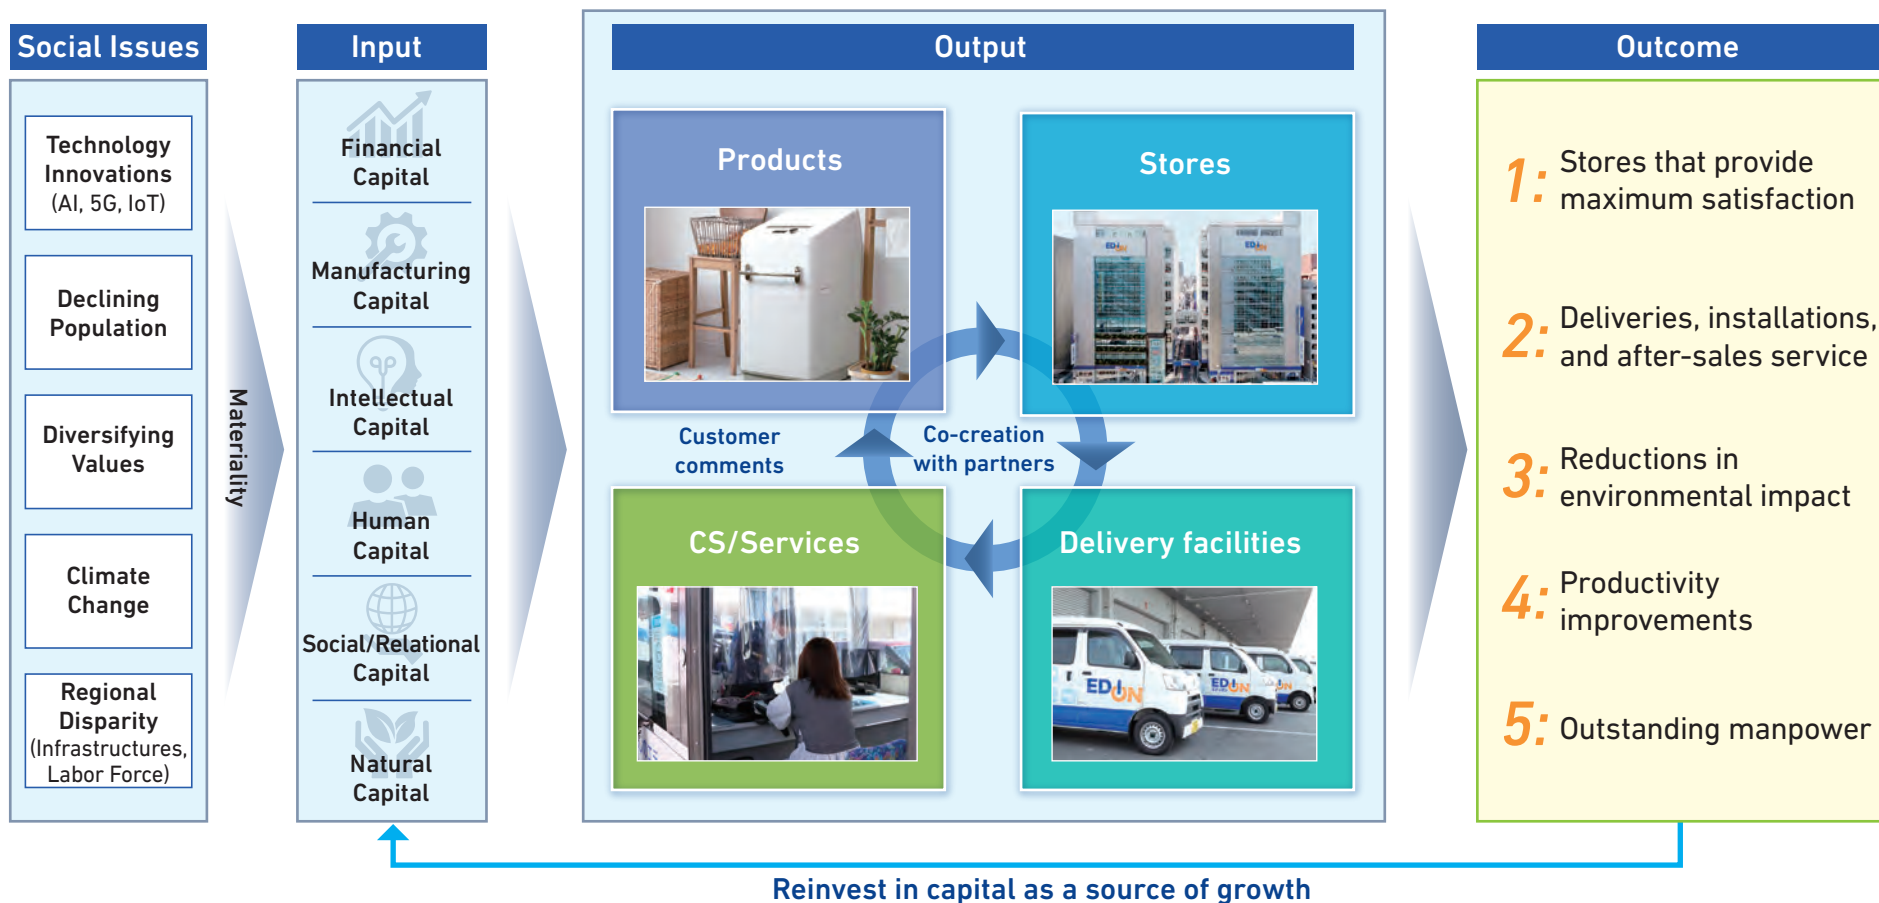 Social Issues
Technology
Innovations
(AI, 5G, IoT)
Declining
Population
Diversifying
Values
Climate
Change
Regional
Disparity
(Infrastructures,
Labor Force)
Materiality
Input
Financial
Capital
Manufacturing
Capital
Intellectual
Capital
Human
Capital
Social/Relational
Capital
Natural
Capital
Output
Products
Stores
EDION
EDION
Customer
comments
Co-creation
with partners
CS/Services
Delivery facilities
EDION
EDION
Outcome
1: Stores that provide
maximum satisfaction
2: Deliveries, installations,
and after-sales service
3: Reductions in
environmental impact
4: Productivity
improvements
5: Outstanding manpower
Reinvest in capital as a source of growth